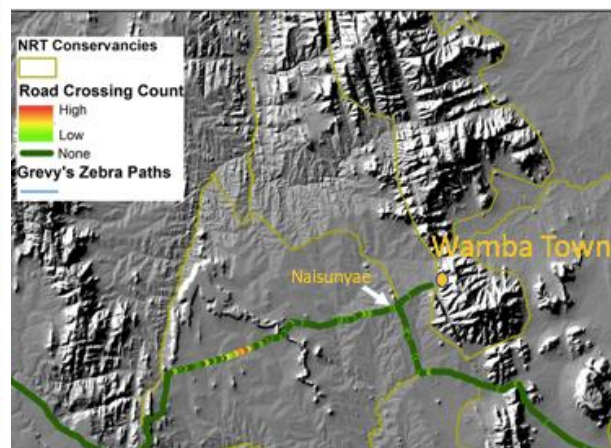 NRT Conservancies
Road Crossing Count
High
Low
None
Grevy's Zebra Paths
Wamba Town
Naisunyae